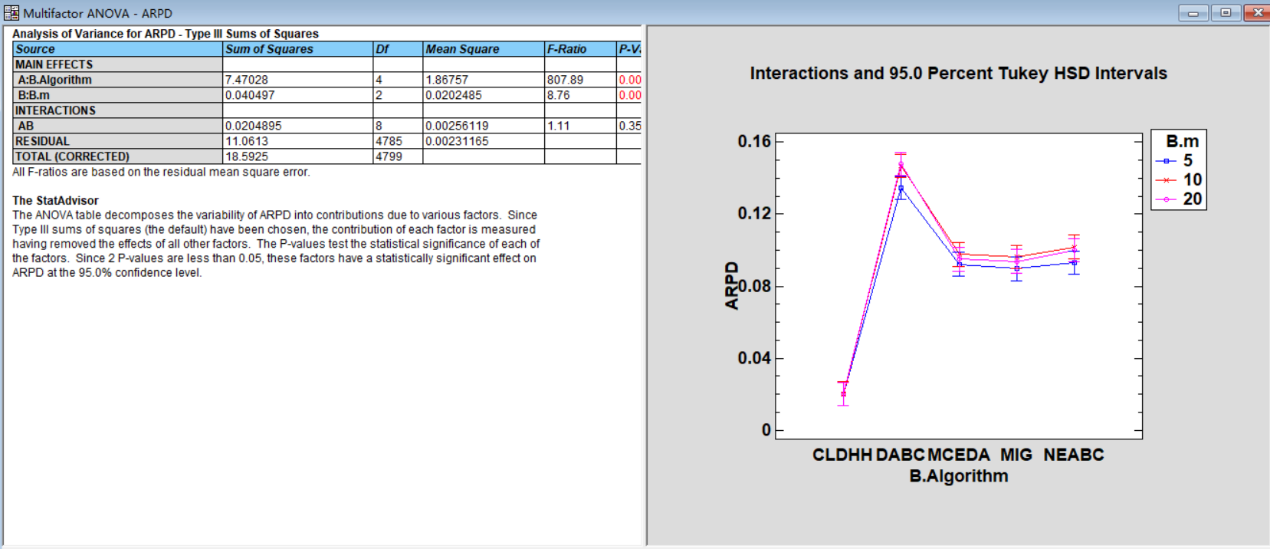 Multifactor ANOVA - ARPD
Analysis of Variance for ARPD - Type III Sums of Squares
Source Sum of Squares Df Mean Square F-Ratio P-V
MAIN EFFECTS
A:B.Algorithm 7.47028 4 1.86757 807.89 0.00
B:B.m 0.040497 2 0.0202485 8.76 0.00
INTERACTIONS
AB 0.0204895 8 0.00256119 1.11 0.35
RESIDUAL 11.0613 4785 0.00231165
TOTAL (CORRECTED) 18.5925 4799
All F-ratios are based on the residual mean square error.
The StatAdvisor
The ANOVA table decomposes the variability of ARPD into contributions due to various factors. Since
Type III sums of squares (the default) have been chosen, the contribution of each factor is measured
having removed the effects of all other factors. The P-values test the statistical significance of each of
the factors. Since 2 P-values are less than 0.05, these factors have a statistically significant effect on
ARPD at the 95.0% confidence level.
Interactions and 95.0 Percent Tukey HSD Intervals
ARPD
0.16
0.12
0.08
0.04
0
CLDHH DABC MCEDA MIG NEABC
B.Algorithm
B.m
5
10
20